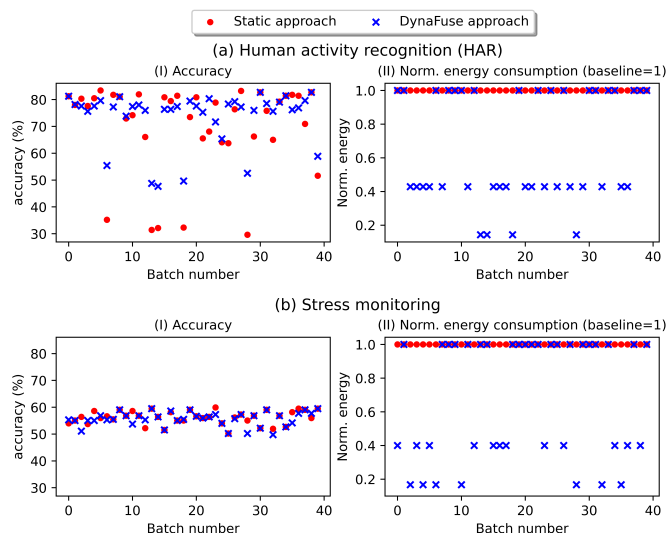 Static approach DynaFuse approach
(a) Human activity recognition (HAR)
(I) Accuracy (II) Norm. energy consumption (baseline=1)
accuracy (%)
80
70
60
50
40
30
0 10 20 30 40
Batch number
Norm. energy
1.0
0.8
0.6
0.4
0.2
0 10 20 30 40
Batch number
(b) Stress monitoring
(I) Accuracy (II) Norm. energy consumption (baseline=1)
accuracy (%)
80
70
60
50
40
30
0 10 20 30 40
Batch number
Norm. energy
1.0
0.8
0.6
0.4
0.2
0 10 20 30 40
Batch number